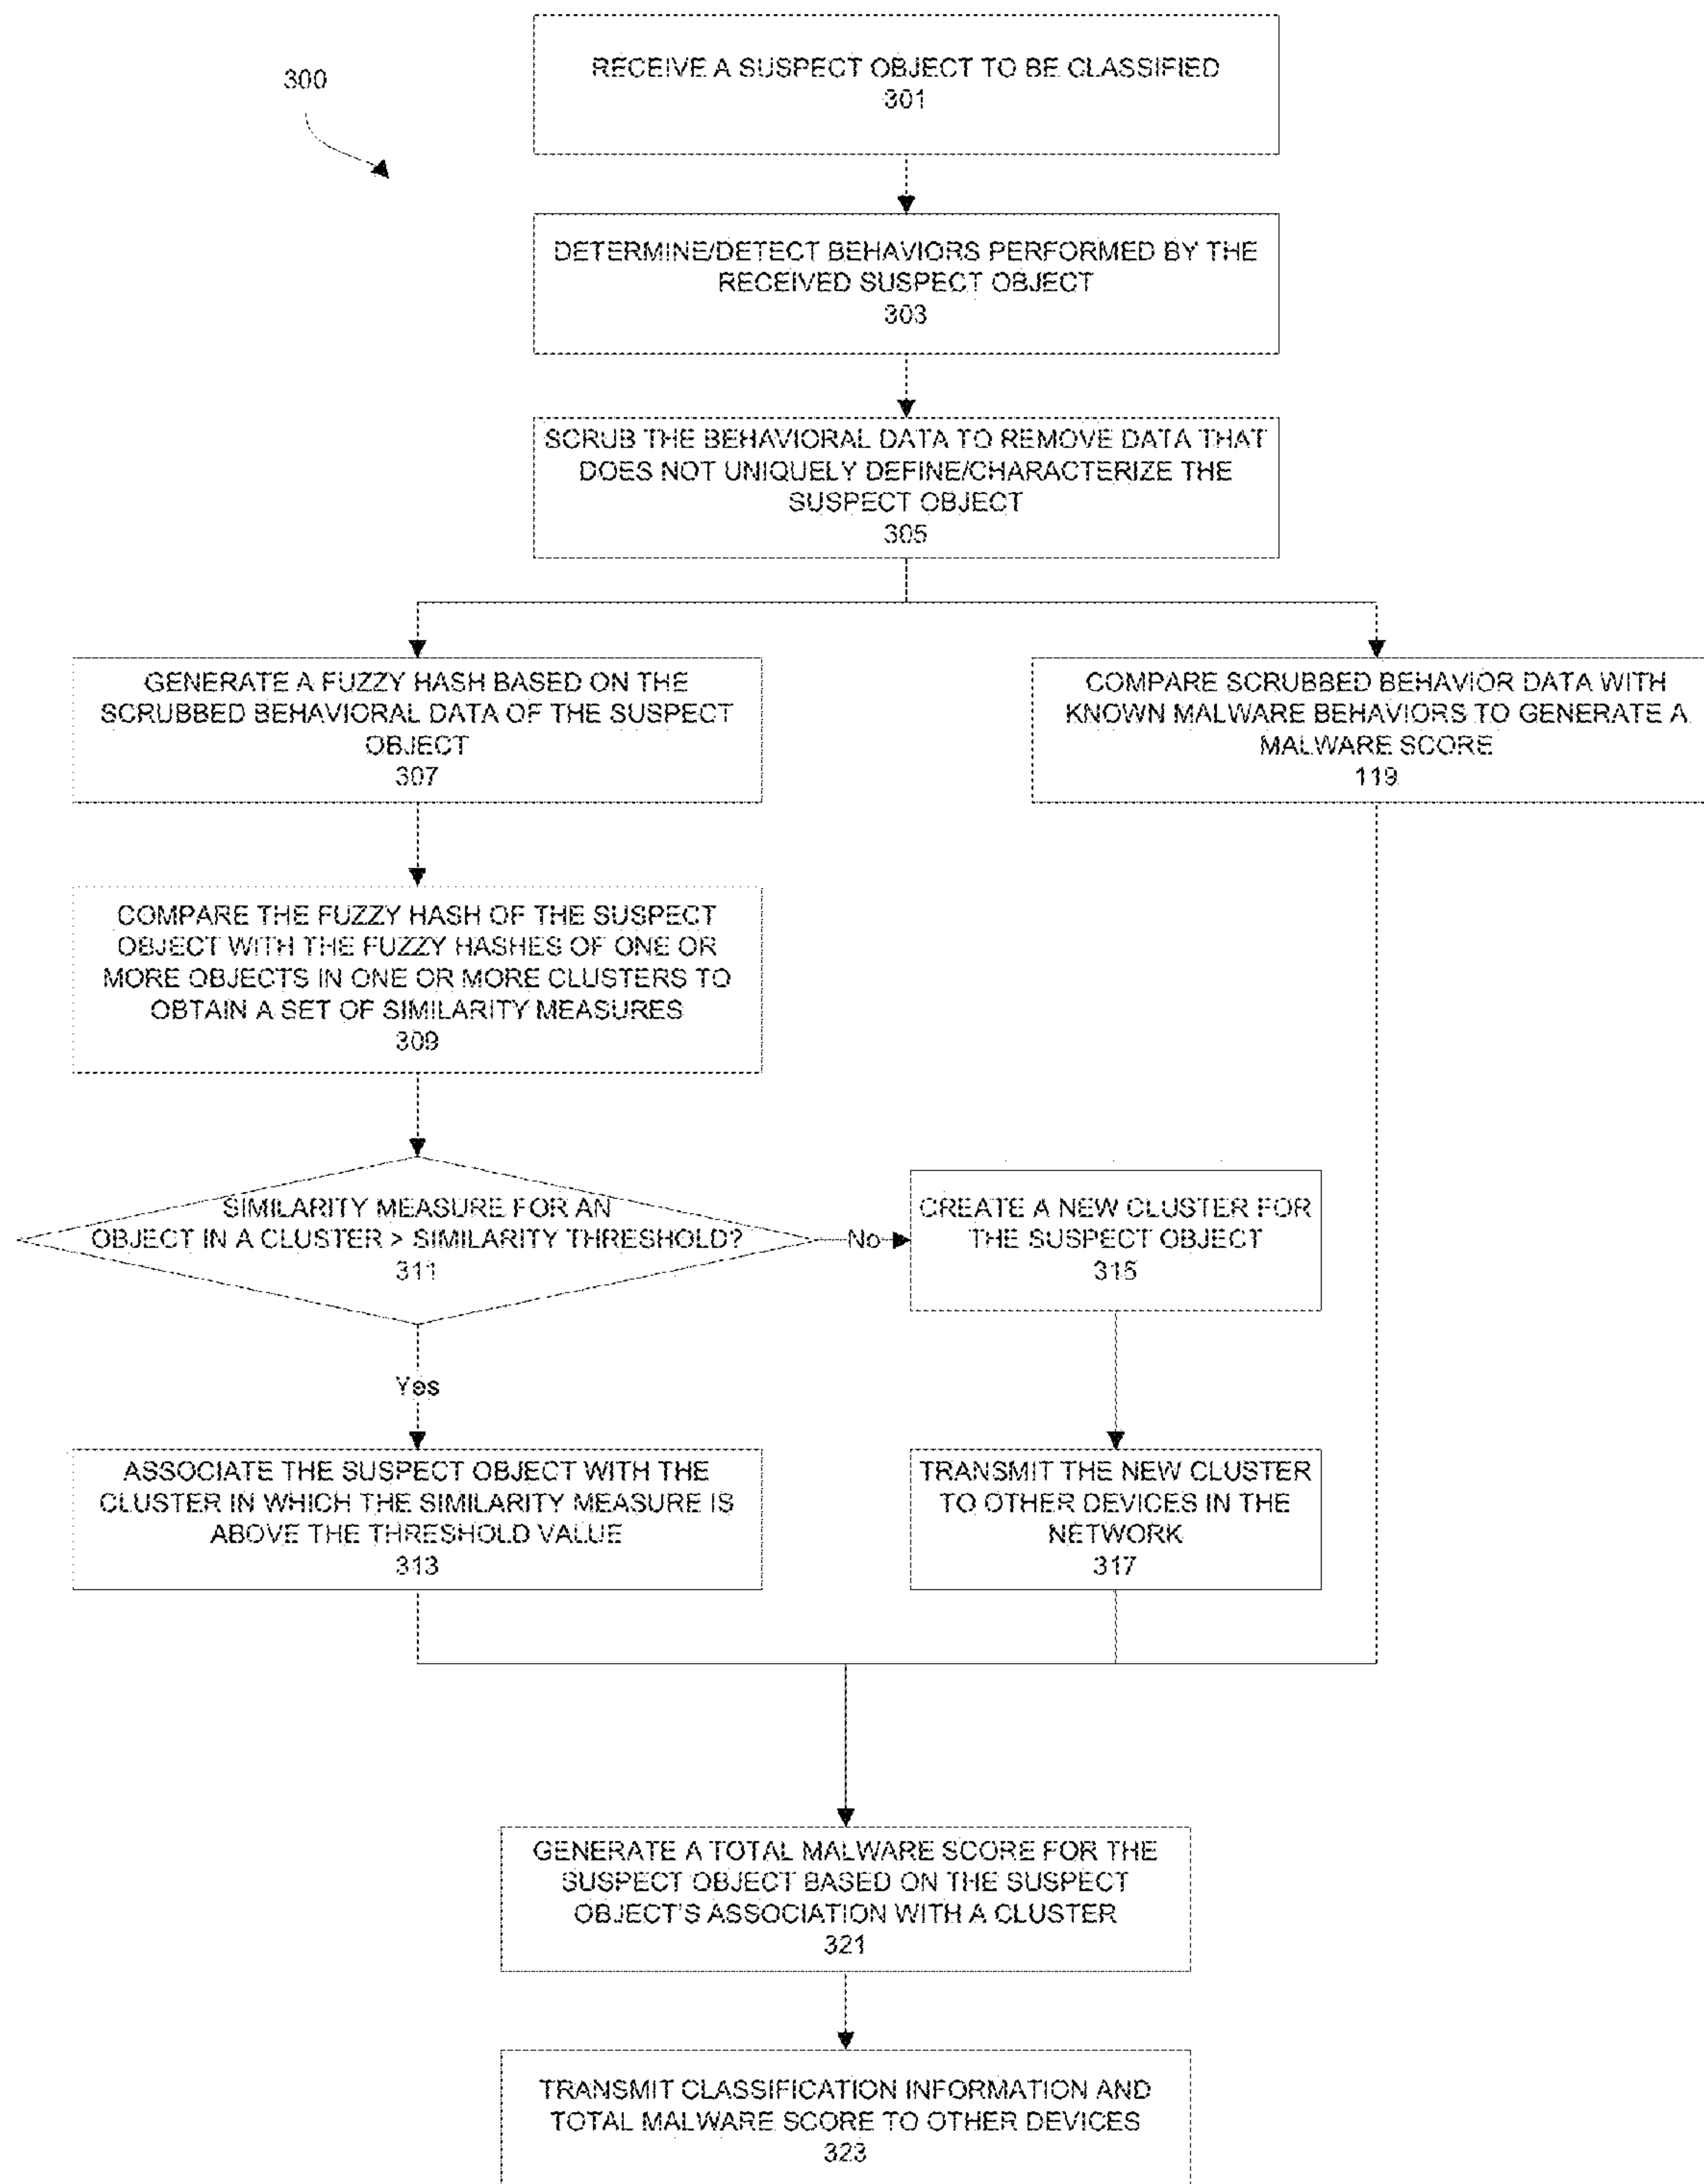 300
RECEIVE A SUSPECT OBJECT TO BE CLASSIFIED
301
DETERMINE/DETECT BEHAVIORS PERFORMED BY THE
RECEIVED SUSPECT OBJECT
303
SCRUB THE BEHAVIORAL DATA TO REMOVE DATA THAT
DOES NOT UNIQUELY DEFINE/CHARACTERIZE THE
SUSPECT OBJECT
305
GENERATE A FUZZY HASH BASED ON THE
SCRUBBED BEHAVIORAL DATA OF THE SUSPECT
OBJECT
307
COMPARE SCRUBBED BEHAVIOR DATA WITH
KNOWN MALWARE BEHAVIORS TO GENERATE A
MALWARE SCORE
119
COMPARE THE FUZZY HASH OF THE SUSPECT
OBJECT WITH THE FUZZY HASHES OF ONE OR
MORE OBJECTS IN ONE OR MORE CLUSTERS TO
OBTAIN A SET OF SIMILARITY MEASURES
309
SIMILARITY MEASURE FOR AN
OBJECT IN A CLUSTER > SIMILARITY THRESHOLD?
311
No
CREATE A NEW CLUSTER FOR
THE SUSPECT OBJECT
315
Yes
ASSOCIATE THE SUSPECT OBJECT WITH THE
CLUSTER IN WHICH THE SIMILARITY MEASURE IS
ABOVE THE THRESHOLD VALUE
313
TRANSMIT THE NEW CLUSTER
TO OTHER DEVICES IN THE
NETWORK
317
GENERATE A TOTAL MALWARE SCORE FOR THE
SUSPECT OBJECT BASED ON THE SUSPECT
OBJECT'S ASSOCIATION WITH A CLUSTER
321
TRANSMIT CLASSIFICATION INFORMATION AND
TOTAL MALWARE SCORE TO OTHER DEVICES
323